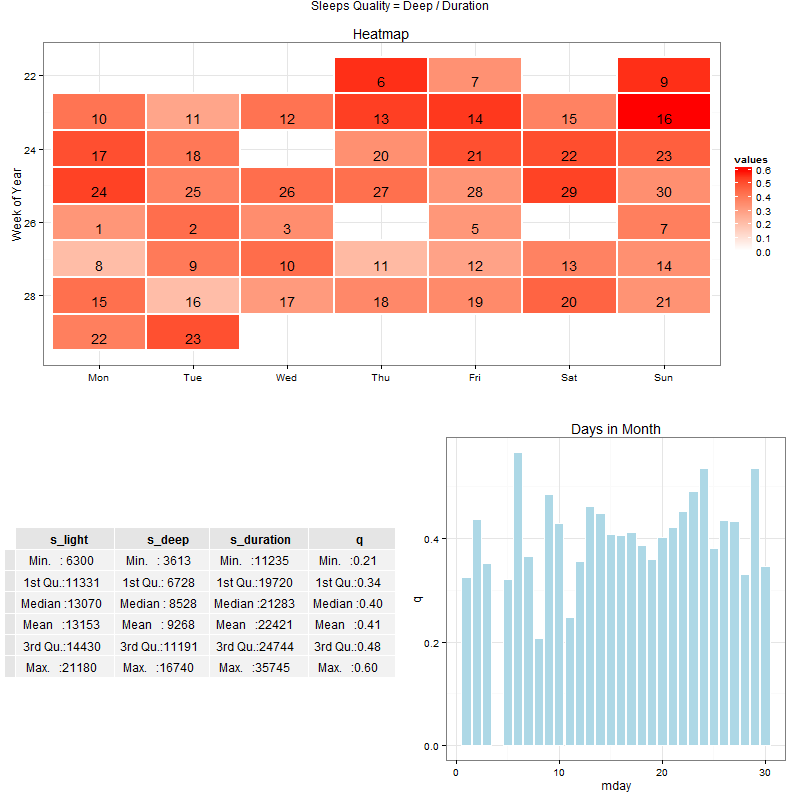 Sleeps Quality = Deep / Duration
Heatmap
Week of Year
22
6 7 9
10 11 12 13 14 15 16
24
17 18 20 21 22 23
24 25 26 27 28 29 30
26
1 2 3 5 7
8 9 10 11 12 13 14
28
15 16 17 18 19 20 21
22 23
Mon Tue Wed Thu Fri Sat Sun
values
0.6
0.5
0.4
0.3
0.2
0.1
0.0
s_light s_deep s_duration q
Min. : 6300 Min. : 3613 Min. :11235 Min. :0.21
1st Qu.:11331 1st Qu.: 6728 1st Qu.:19720 1st Qu.:0.34
Median :13070 Median : 8528 Median :21283 Median :0.40
Mean :13153 Mean : 9268 Mean :22421 Mean :0.41
3rd Qu.:14430 3rd Qu.:11191 3rd Qu.:24744 3rd Qu.:0.48
Max. :21180 Max. :16740 Max. :35745 Max. :0.60
Days in Month
q
0.4
0.2
0.0
0 10 20 30
mday